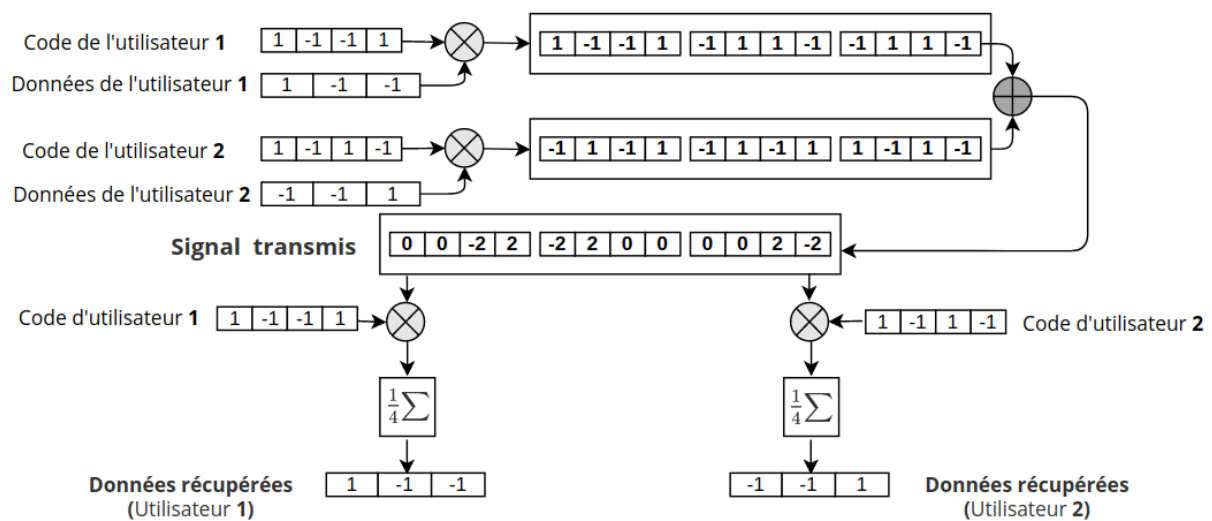 Code de l'utilisateur 1
1 -1 -1 1
1 -1 -1 1 -1 1 1 -1 -1 1 1 -1
Données de l'utilisateur 1
1 -1 -1
Code de l'utilisateur 2
1 -1 1 -1
-1 1 -1 1 -1 1 -1 1 1 -1 1 -1
Données de l'utilisateur 2
-1 -1 1
Signal transmis
0 0 -2 2 -2 2 0 0 0 0 2 -2
Code d'utilisateur 1
1 -1 -1 1
1 -1 1 -1
Code d'utilisateur 2
1/4 ∑
1/4 ∑
Données récupérées
(Utilisateur 1)
1 -1 -1
-1 -1 1
Données récupérées
(Utilisateur 2)